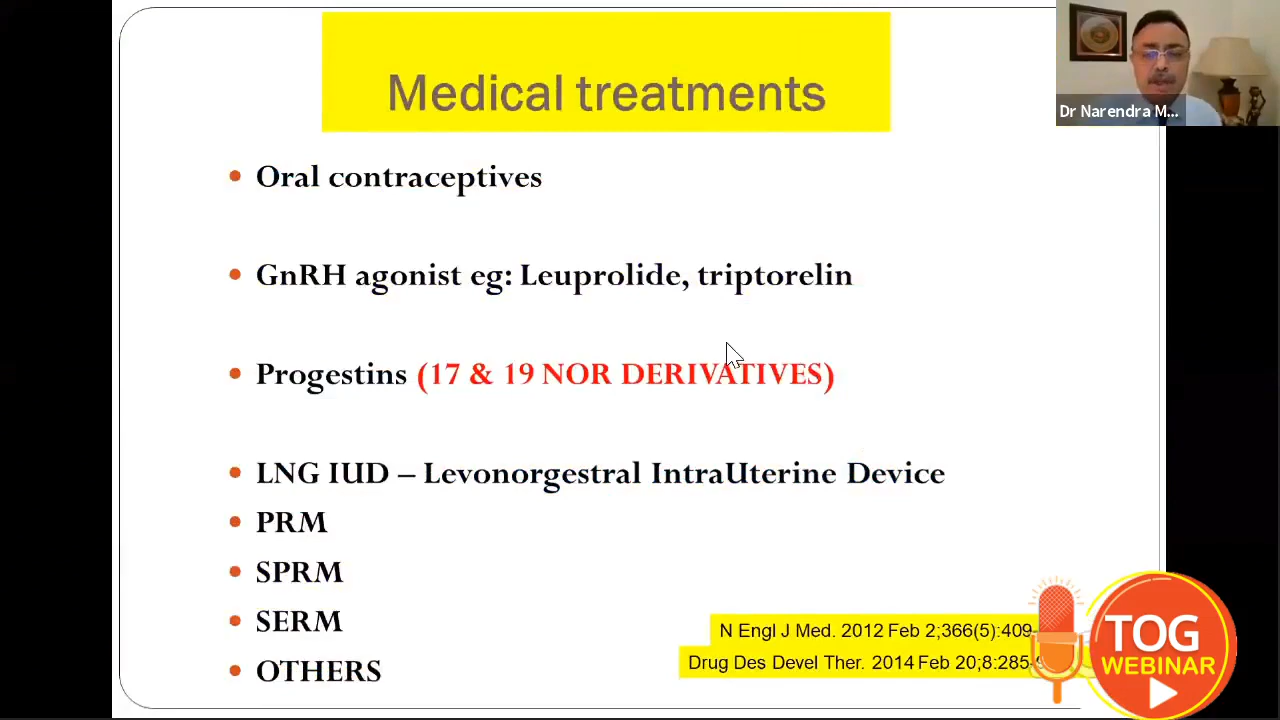 Medical treatments
Dr Narendra M...
• Oral contraceptives
• GnRH agonist eg: Leuprolide, triptorelin
• Progestins (17 & 19 NOR DERIVATIVES)
• LNG IUD – Levonorgestral IntraUterine Device
• PRM
• SPRM
• SERM
• OTHERS
N Engl J Med. 2012 Feb 2;366(5):409-
Drug Des Devel Ther. 2014 Feb 20;8:285-
TOG
WEBINAR